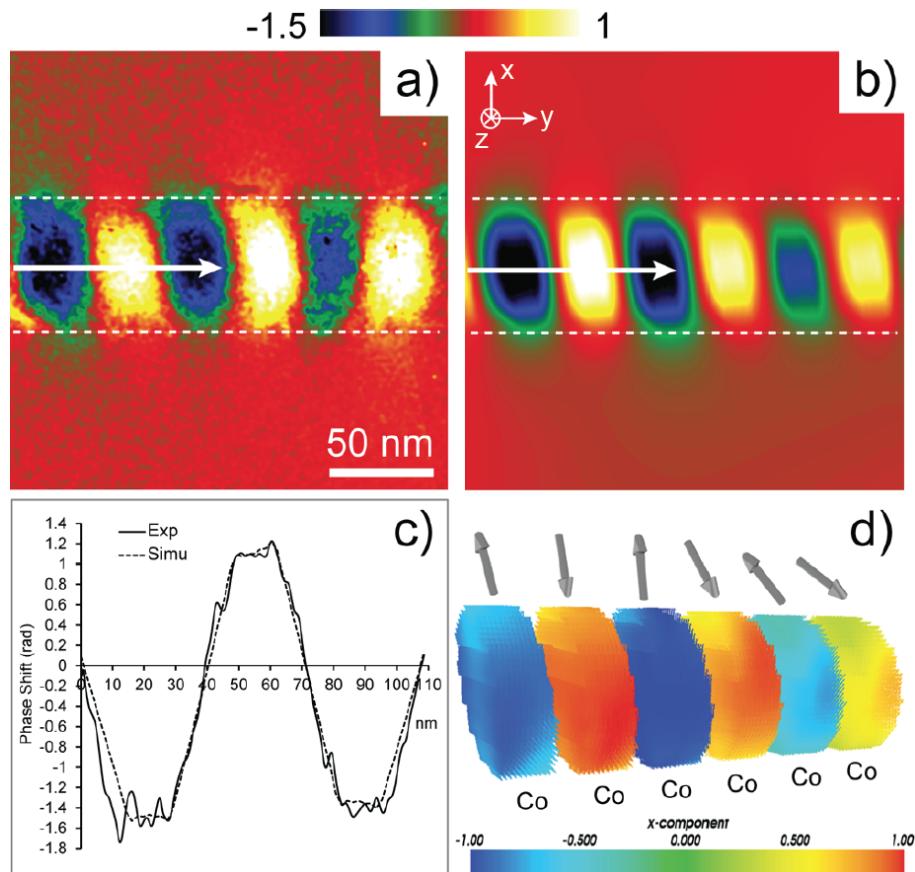 -1.5 1
a) b)
x
y
z
50 nm
c) d)
Exp
Simu
Phase Shift (rad)
1.4
1.2
1
0.8
0.6
0.4
0.2
0
-0.2
-0.4
-0.6
-0.8
-1
-1.2
-1.4
-1.6
-1.8
0 10 20 30 40 50 60 70 80 90 100 110
nm
Co Co Co Co Co Co
x-component
-1.00 -0.500 0.000 0.500 1.00